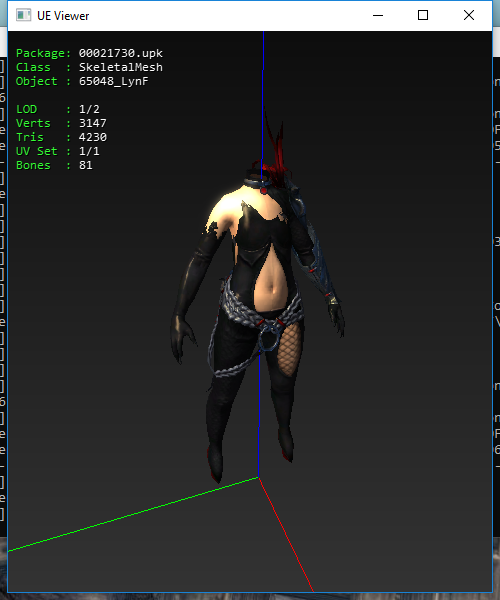 UE Viewer
Package: 00021730.upk
Class : SkeletalMesh
Object : 65048_LynF
LOD : 1/2
Verts : 3147
Tris : 4230
UV Set : 1/1
Bones : 81